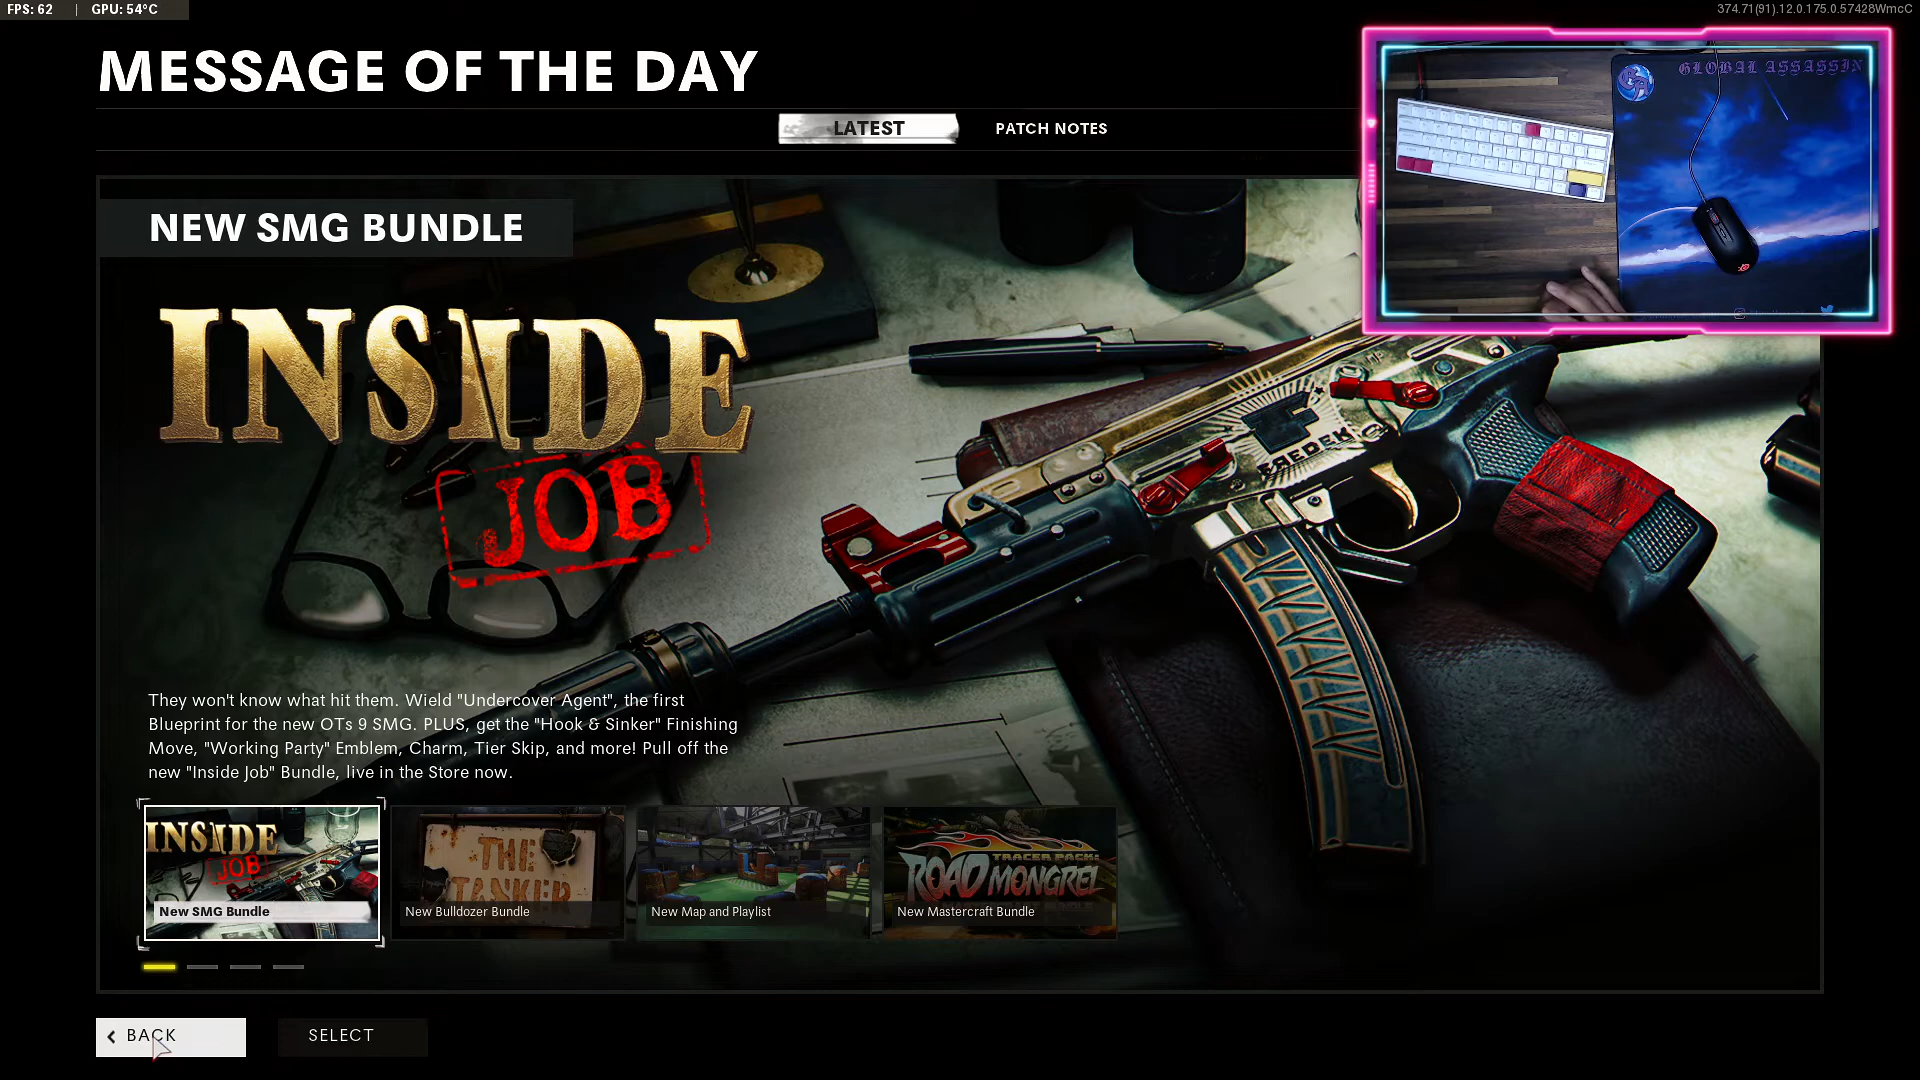 FPS: 62 | GPU: 54°C
374.71(91).12.0.175.0.57428WmcC
MESSAGE OF THE DAY
LATEST
PATCH NOTES
GLOBAL ASSASSIN
GA
NEW SMG BUNDLE
INSIDE
JOB
They won't know what hit them. Wield "Undercover Agent", the first
Blueprint for the new OTs 9 SMG. PLUS, get the "Hook & Sinker" Finishing
Move, "Working Party" Emblem, Charm, Tier Skip, and more! Pull off the
new "Inside Job" Bundle, live in the Store now.
INSIDE
JOB
New SMG Bundle
THE
TANKER
New Bulldozer Bundle
New Map and Playlist
TRACER PACK:
ROAD MONGREL
New Mastercraft Bundle
BACK
SELECT